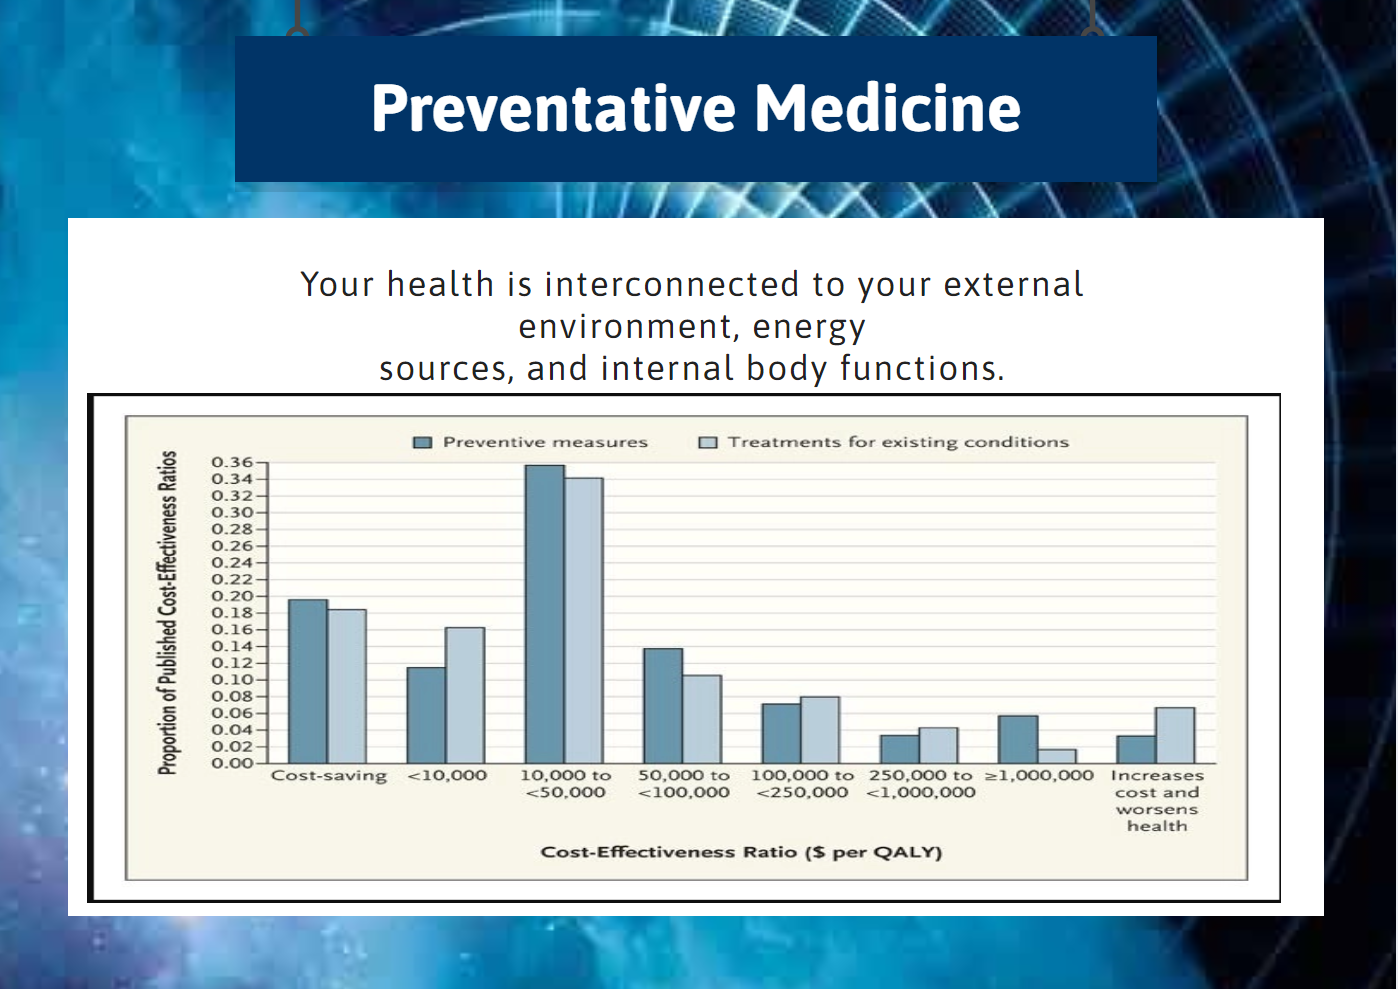 Preventative Medicine
Your health is interconnected to your external
environment, energy
sources, and internal body functions.
Preventive measures
Treatments for existing conditions
Proportion of Published Cost-Effectiveness Ratios
0.36
0.34
0.32
0.30
0.28
0.26
0.24
0.22
0.20
0.18
0.16
0.14
0.12
0.10
0.08
0.06
0.04
0.02
0.00
Cost-saving
<10,000
10,000 to
<50,000
50,000 to
<100,000
100,000 to
<250,000
250,000 to
<1,000,000
≥1,000,000
Increases
cost and
worsens
health
Cost-Effectiveness Ratio ($ per QALY)